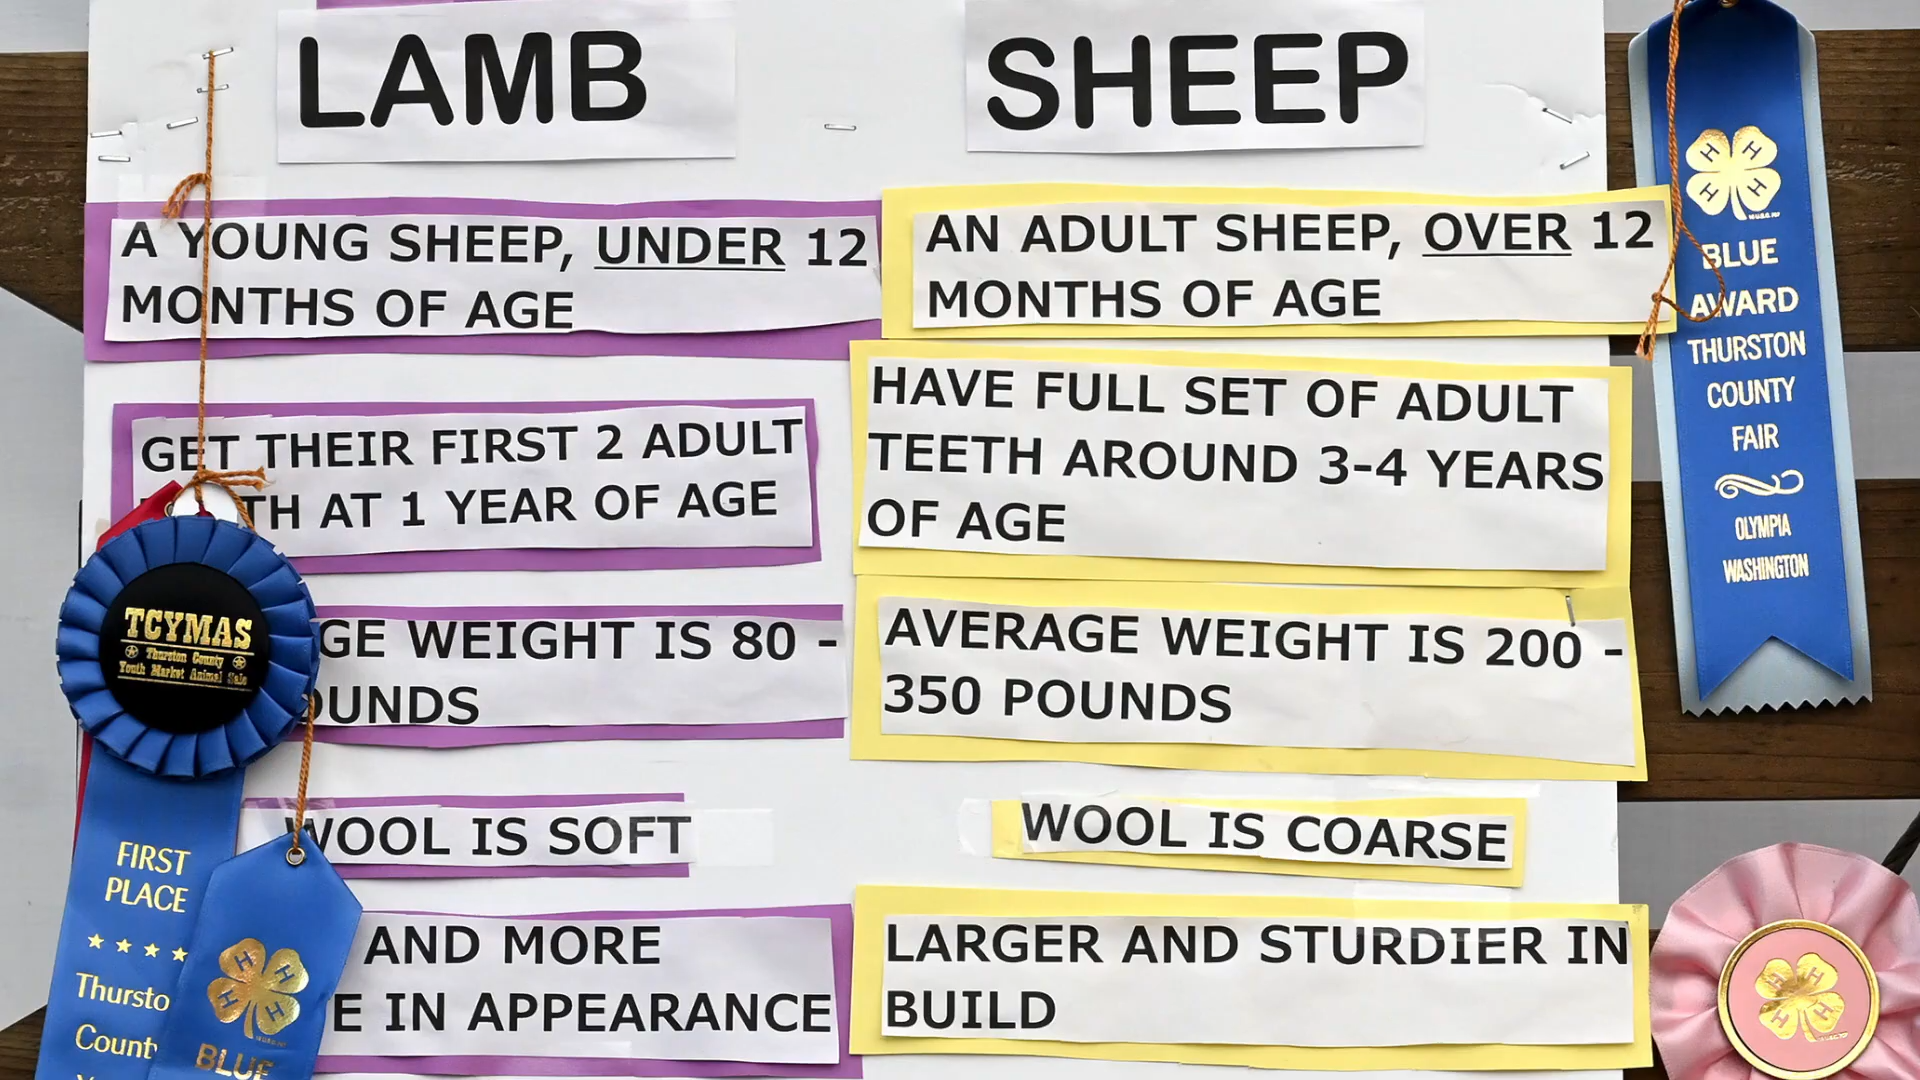 LAMB
A YOUNG SHEEP, UNDER 12
MONTHS OF AGE
GET THEIR FIRST 2 ADULT
TH AT 1 YEAR OF AGE
GE WEIGHT IS 80 -
OUNDS
WOOL IS SOFT
AND MORE
E IN APPEARANCE
SHEEP
AN ADULT SHEEP, OVER 12
MONTHS OF AGE
HAVE FULL SET OF ADULT
TEETH AROUND 3-4 YEARS
OF AGE
AVERAGE WEIGHT IS 200 -
350 POUNDS
WOOL IS COARSE
LARGER AND STURDIER IN
BUILD
TCYMAS
Thurston County
Youth Market Animal Sale
FIRST
PLACE
Thursto
Count
H H
H H
BLUE
H H
H H
BLUE
AWARD
THURSTON
COUNTY
FAIR
OLYMPIA
WASHINGTON
H H
H H